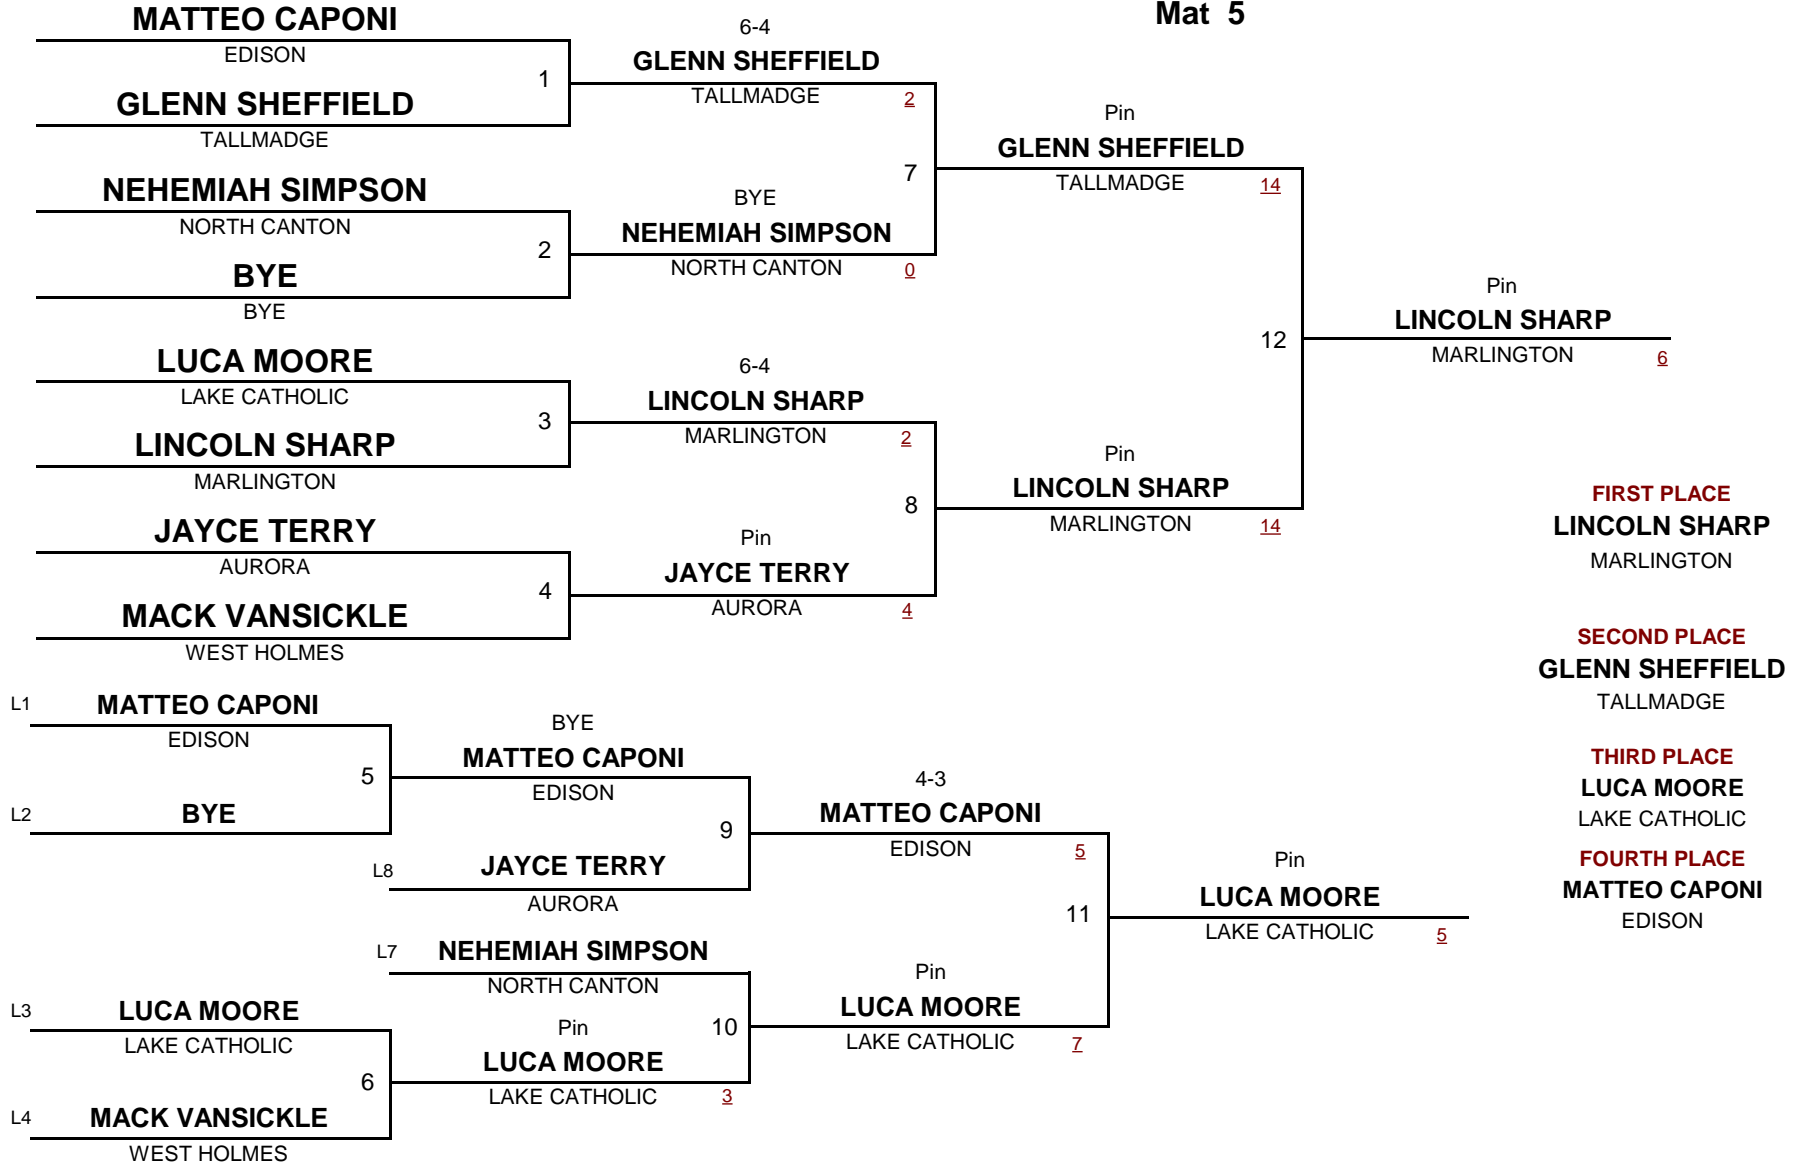 Mat 5
MATTEO CAPONI
EDISON
1
GLENN SHEFFIELD
TALLMADGE
NEHEMIAH SIMPSON
NORTH CANTON
2
BYE
BYE
LUCA MOORE
LAKE CATHOLIC
3
LINCOLN SHARP
MARLINGTON
JAYCE TERRY
AURORA
4
MACK VANSICKLE
WEST HOLMES
6-4
GLENN SHEFFIELD
TALLMADGE 2
7
BYE
NEHEMIAH SIMPSON
NORTH CANTON 0
6-4
LINCOLN SHARP
MARLINGTON 2
8
Pin
JAYCE TERRY
AURORA 4
Pin
GLENN SHEFFIELD
TALLMADGE 14
12
Pin
LINCOLN SHARP
MARLINGTON 14
Pin
LINCOLN SHARP
MARLINGTON 6
L1 MATTEO CAPONI
EDISON
5
L2 BYE
L3 LUCA MOORE
LAKE CATHOLIC
6
L4 MACK VANSICKLE
WEST HOLMES
BYE
MATTEO CAPONI
EDISON
9
L8 JAYCE TERRY
AURORA
L7 NEHEMIAH SIMPSON
NORTH CANTON
10
Pin
LUCA MOORE
LAKE CATHOLIC 3
4-3
MATTEO CAPONI
EDISON 5
11
Pin
LUCA MOORE
LAKE CATHOLIC 7
Pin
LUCA MOORE
LAKE CATHOLIC 5
FIRST PLACE
LINCOLN SHARP
MARLINGTON
SECOND PLACE
GLENN SHEFFIELD
TALLMADGE
THIRD PLACE
LUCA MOORE
LAKE CATHOLIC
FOURTH PLACE
MATTEO CAPONI
EDISON